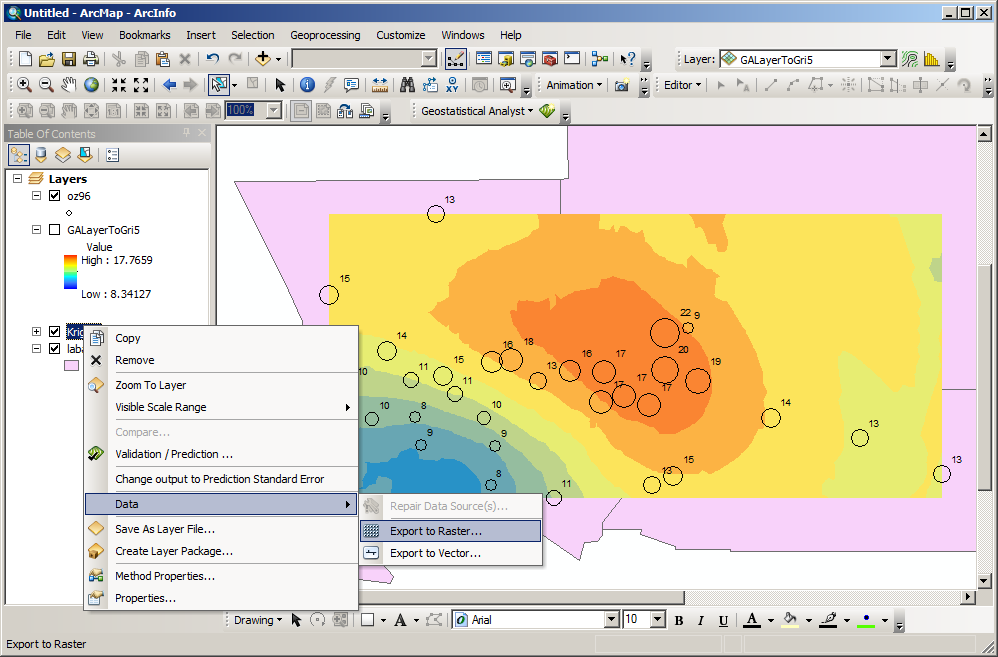 Untitled - ArcMap - ArcInfo
File Edit View Bookmarks Insert Selection Geoprocessing Customize Windows Help
Layer: GALayerToGri5
Animation Editor
100% Geostatistical Analyst
Table Of Contents
Layers
oz96
GALayerToGri5
Value
High : 17.7659
Low : 8.34127
Copy
Remove
Zoom To Layer
Visible Scale Range
Compare...
Validation / Prediction ...
Change output to Prediction Standard Error
Data
Save As Layer File...
Create Layer Package...
Method Properties...
Properties...
Repair Data Source(s)...
Export to Raster...
Export to Vector...
13
15
22 9
14
16 18
20
15
16 17
19
10
11
11
13
17
17
17
10
8
10
14
9
9
13
8
11
13
15
13
Drawing A Arial 10 B I U A
Export to Raster